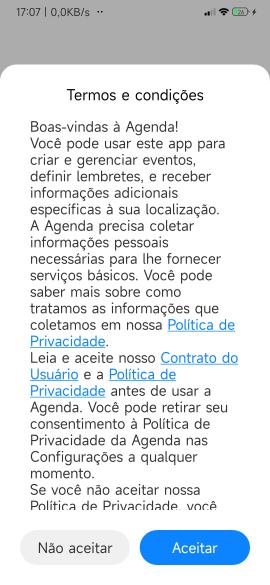 17:07 | 0,0KB/s ··
26
Termos e condições
Boas-vindas à Agenda!
Você pode usar este app para
criar e gerenciar eventos,
definir lembretes, e receber
informações adicionais
específicas à sua localização.
A Agenda precisa coletar
informações pessoais
necessárias para lhe fornecer
serviços básicos. Você pode
saber mais sobre como
tratamos as informações que
coletamos em nossa Política de
Privacidade.
Leia e aceite nosso Contrato do
Usuário e a Política de
Privacidade antes de usar a
Agenda. Você pode retirar seu
consentimento à Política de
Privacidade da Agenda nas
Configurações a qualquer
momento.
Se você não aceitar nossa
Política de Privacidade, você
Não aceitar
Aceitar